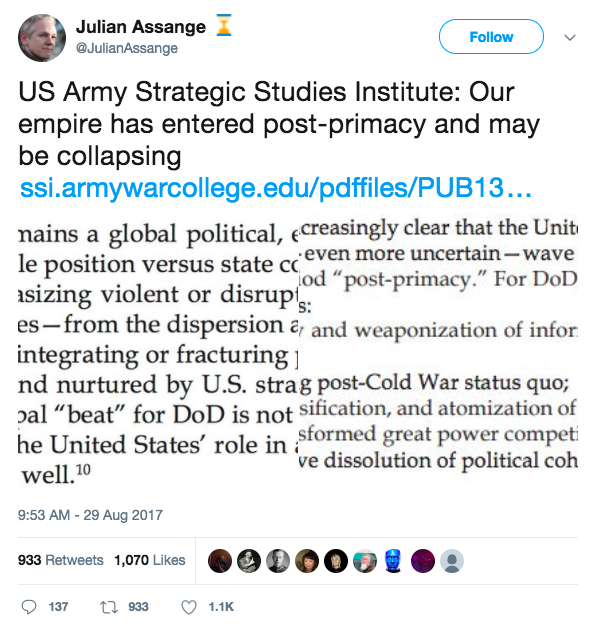 Julian Assange ⌛
@JulianAssange
Follow
US Army Strategic Studies Institute: Our
empire has entered post-primacy and may
be collapsing
ssi.armywarcollege.edu/pdffiles/PUB13…
mains a global political,
le position versus state
asizing violent or disrup
es—from the dispersion
integrating or fracturing
nd nurtured by U.S. stra
bal “beat” for DoD is not
he United States’ role in
well.10
creasingly clear that the Unit
even more uncertain—wave
iod “post-primacy.” For DoD
s:
and weaponization of infor
g post-Cold War status quo;
sification, and atomization of
sformed great power competi
ve dissolution of political coh
9:53 AM - 29 Aug 2017
933 Retweets 1,070 Likes
137 933 1.1K